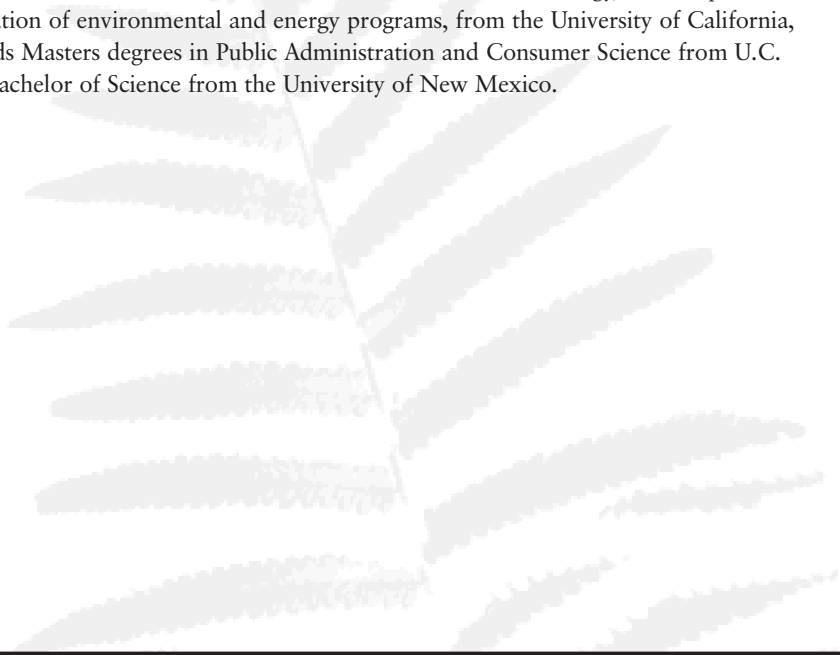 tion of environmental and energy programs, from the University of California,
ds Masters degrees in Public Administration and Consumer Science from U.C.
achelor of Science from the University of New Mexico.